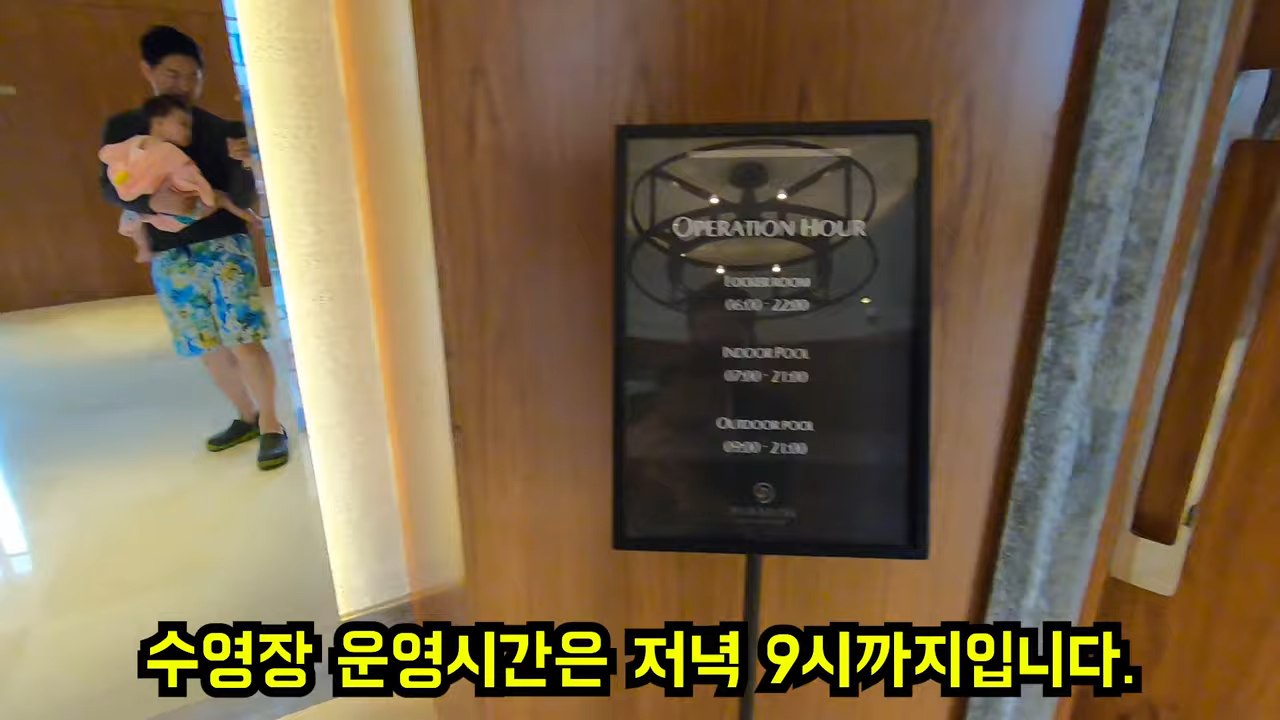 OPERATION HOUR
LOCKER ROOM
06:00 - 22:00
INDOOR POOL
07:00 - 21:00
OUTDOOR POOL
09:00 - 21:00
수영장 운영시간은 저녁 9시까지입니다.